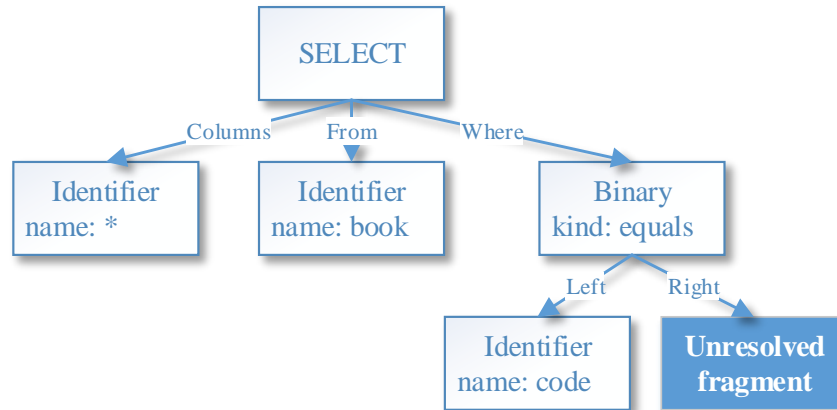 SELECT
Columns
From
Where
Identifier
name: *
Identifier
name: book
Binary
kind: equals
Left
Right
Identifier
name: code
Unresolved
fragment